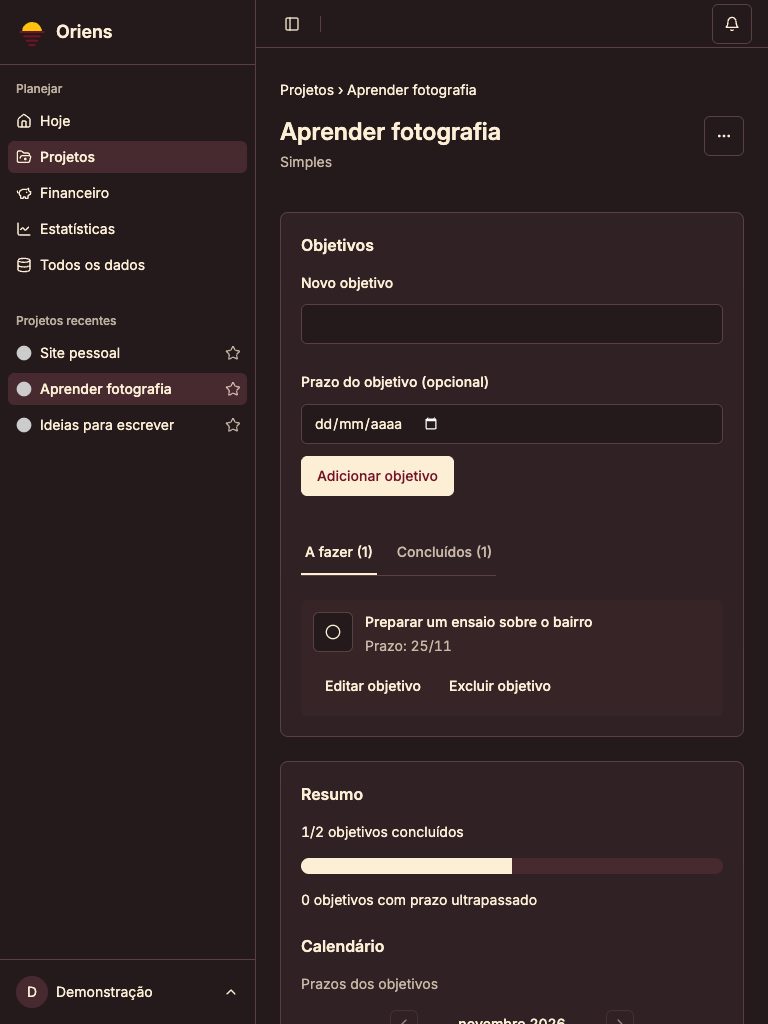 Oriens
Planejar
Hoje
Projetos
Financeiro
Estatísticas
Todos os dados
Projetos recentes
Site pessoal
Aprender fotografia
Ideias para escrever
D Demonstração
Projetos › Aprender fotografia
Aprender fotografia
Simples
Objetivos
Novo objetivo
Prazo do objetivo (opcional)
dd/mm/aaaa
Adicionar objetivo
A fazer (1) Concluídos (1)
Preparar um ensaio sobre o bairro
Prazo: 25/11
Editar objetivo Excluir objetivo
Resumo
1/2 objetivos concluídos
0 objetivos com prazo ultrapassado
Calendário
Prazos dos objetivos
novembro 2026